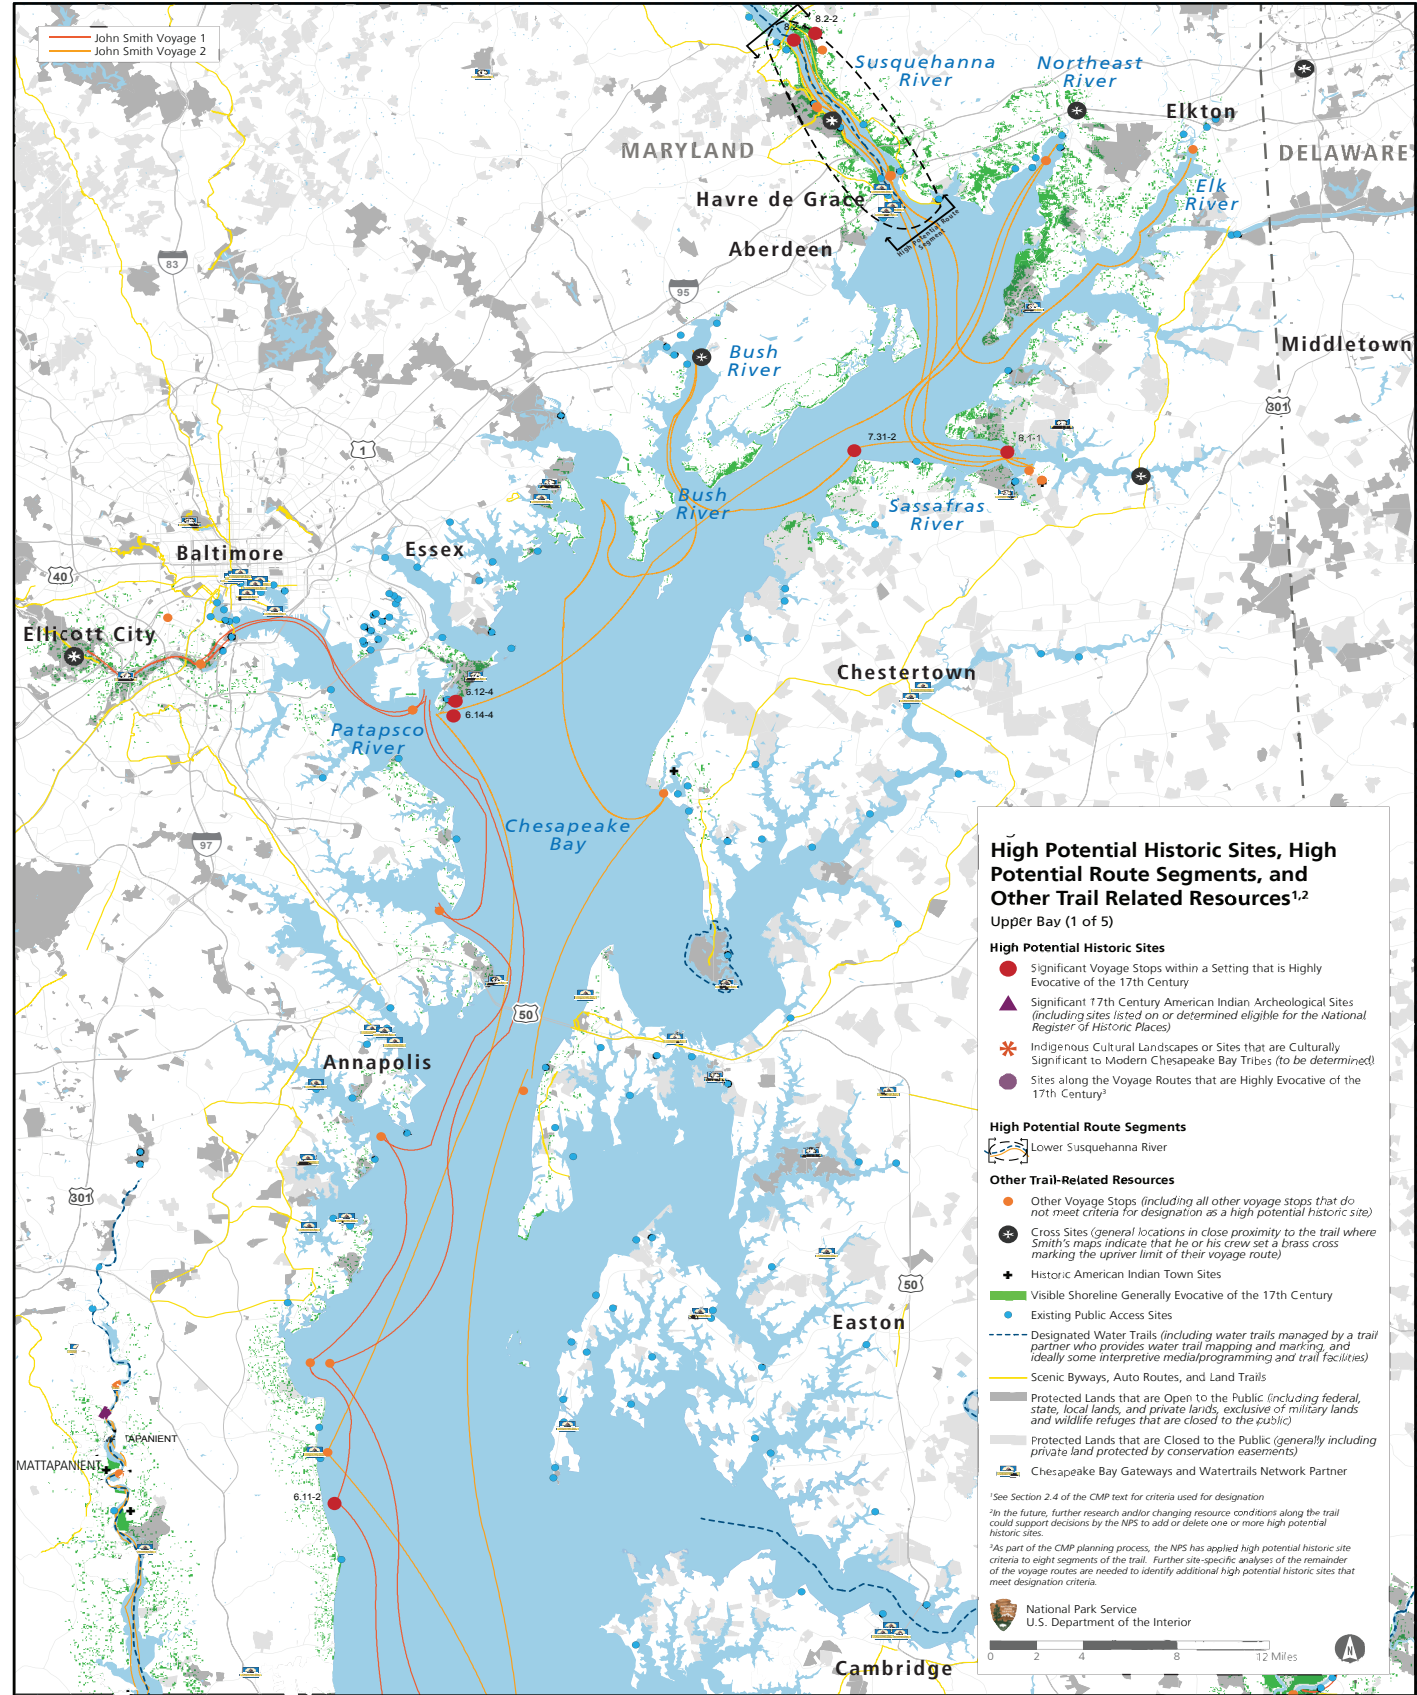 John Smith Voyage 1
John Smith Voyage 2
8.2-2
Susquehanna
River
Northeast
River
Elkton
MARYLAND
DELAWARE
Elk
River
Havre de Grace
High Potential Route
Segment
Aberdeen
83
95
Bush
River
Middletown
301
1
7.31-2
8.1-1
Bush
River
Sassafras
River
Baltimore
Essex
40
Ellicott City
Chestertown
6.12-4
6.14-4
Patapsco
River
Chesapeake
Bay
97
50
Annapolis
301
50
Easton
TAPANIENT
MATTAPANIENT
6.11-2
Cambridge
High Potential Historic Sites, High
Potential Route Segments, and
Other Trail Related Resources1,2
Upper Bay (1 of 5)
High Potential Historic Sites
Significant Voyage Stops within a Setting that is Highly
Evocative of the 17th Century
Significant 17th Century American Indian Archeological Sites
(including sites listed on or determined eligible for the National
Register of Historic Places)
Indigenous Cultural Landscapes or Sites that are Culturally
Significant to Modern Chesapeake Bay Tribes (to be determined)
Sites along the Voyage Routes that are Highly Evocative of the
17th Century3
High Potential Route Segments
Lower Susquehanna River
Other Trail-Related Resources
Other Voyage Stops (including all other voyage stops that do
not meet criteria for designation as a high potential historic site)
Cross Sites (general locations in close proximity to the trail where
Smith's maps indicate that he or his crew set a brass cross
marking the upriver limit of their voyage route)
Historic American Indian Town Sites
Visible Shoreline Generally Evocative of the 17th Century
Existing Public Access Sites
Designated Water Trails (including water trails managed by a trail
partner who provides water trail mapping and marking, and
ideally some interpretive media/programming and trail facilities)
Scenic Byways, Auto Routes, and Land Trails
Protected Lands that are Open to the Public (including federal,
state, local lands, and private lands, exclusive of military lands
and wildlife refuges that are closed to the public)
Protected Lands that are Closed to the Public (generally including
private land protected by conservation easements)
Chesapeake Bay Gateways and Watertrails Network Partner
1See Section 2.4 of the CMP text for criteria used for designation
2In the future, further research and/or changing resource conditions along the trail
could support decisions by the NPS to add or delete one or more high potential
historic sites.
3As part of the CMP planning process, the NPS has applied high potential historic site
criteria to eight segments of the trail. Further site-specific analyses of the remainder
of the voyage routes are needed to identify additional high potential historic sites that
meet designation criteria.
National Park Service
U.S. Department of the Interior
0 2 4 8 12 Miles
N